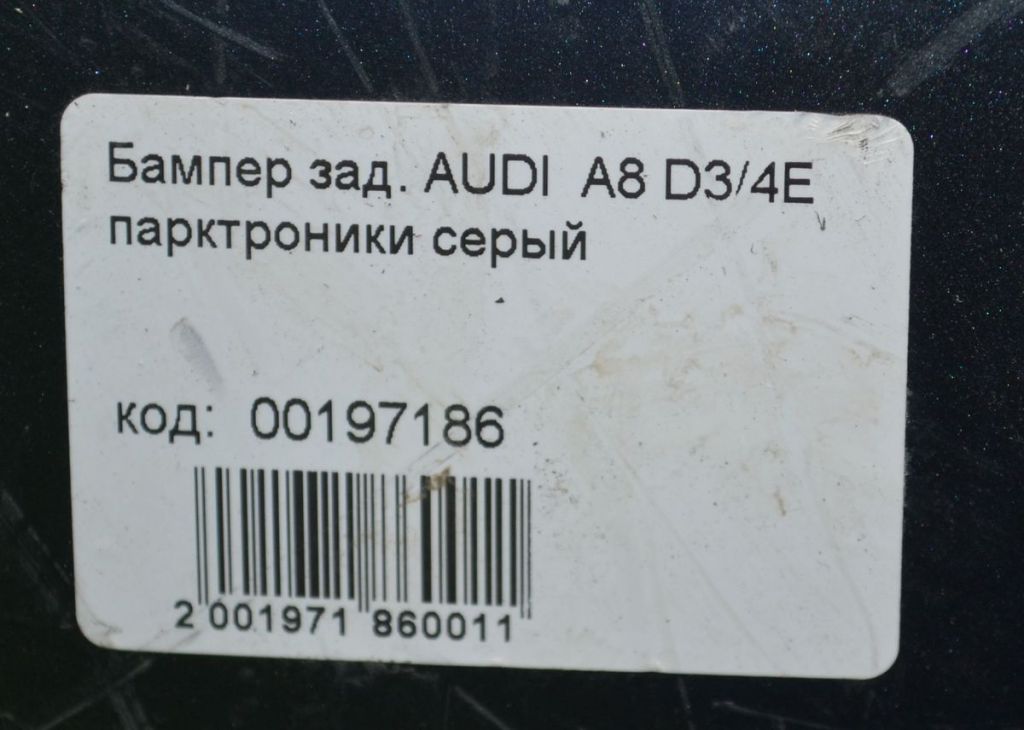 Бампер зад. AUDI A8 D3/4E
парктроники серый
код: 00197186
2 001971 860011